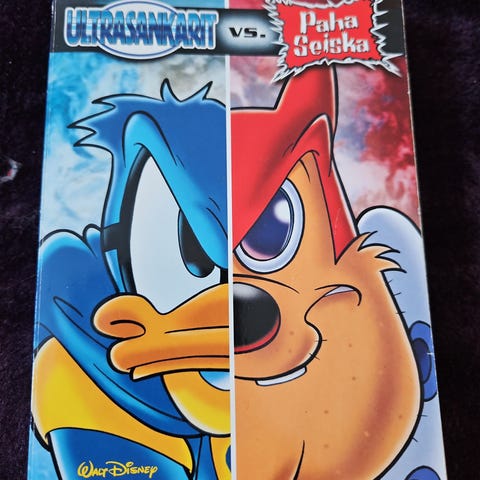 ULTRASANKARIT vs. Paha Seiska
WALT DISNEY